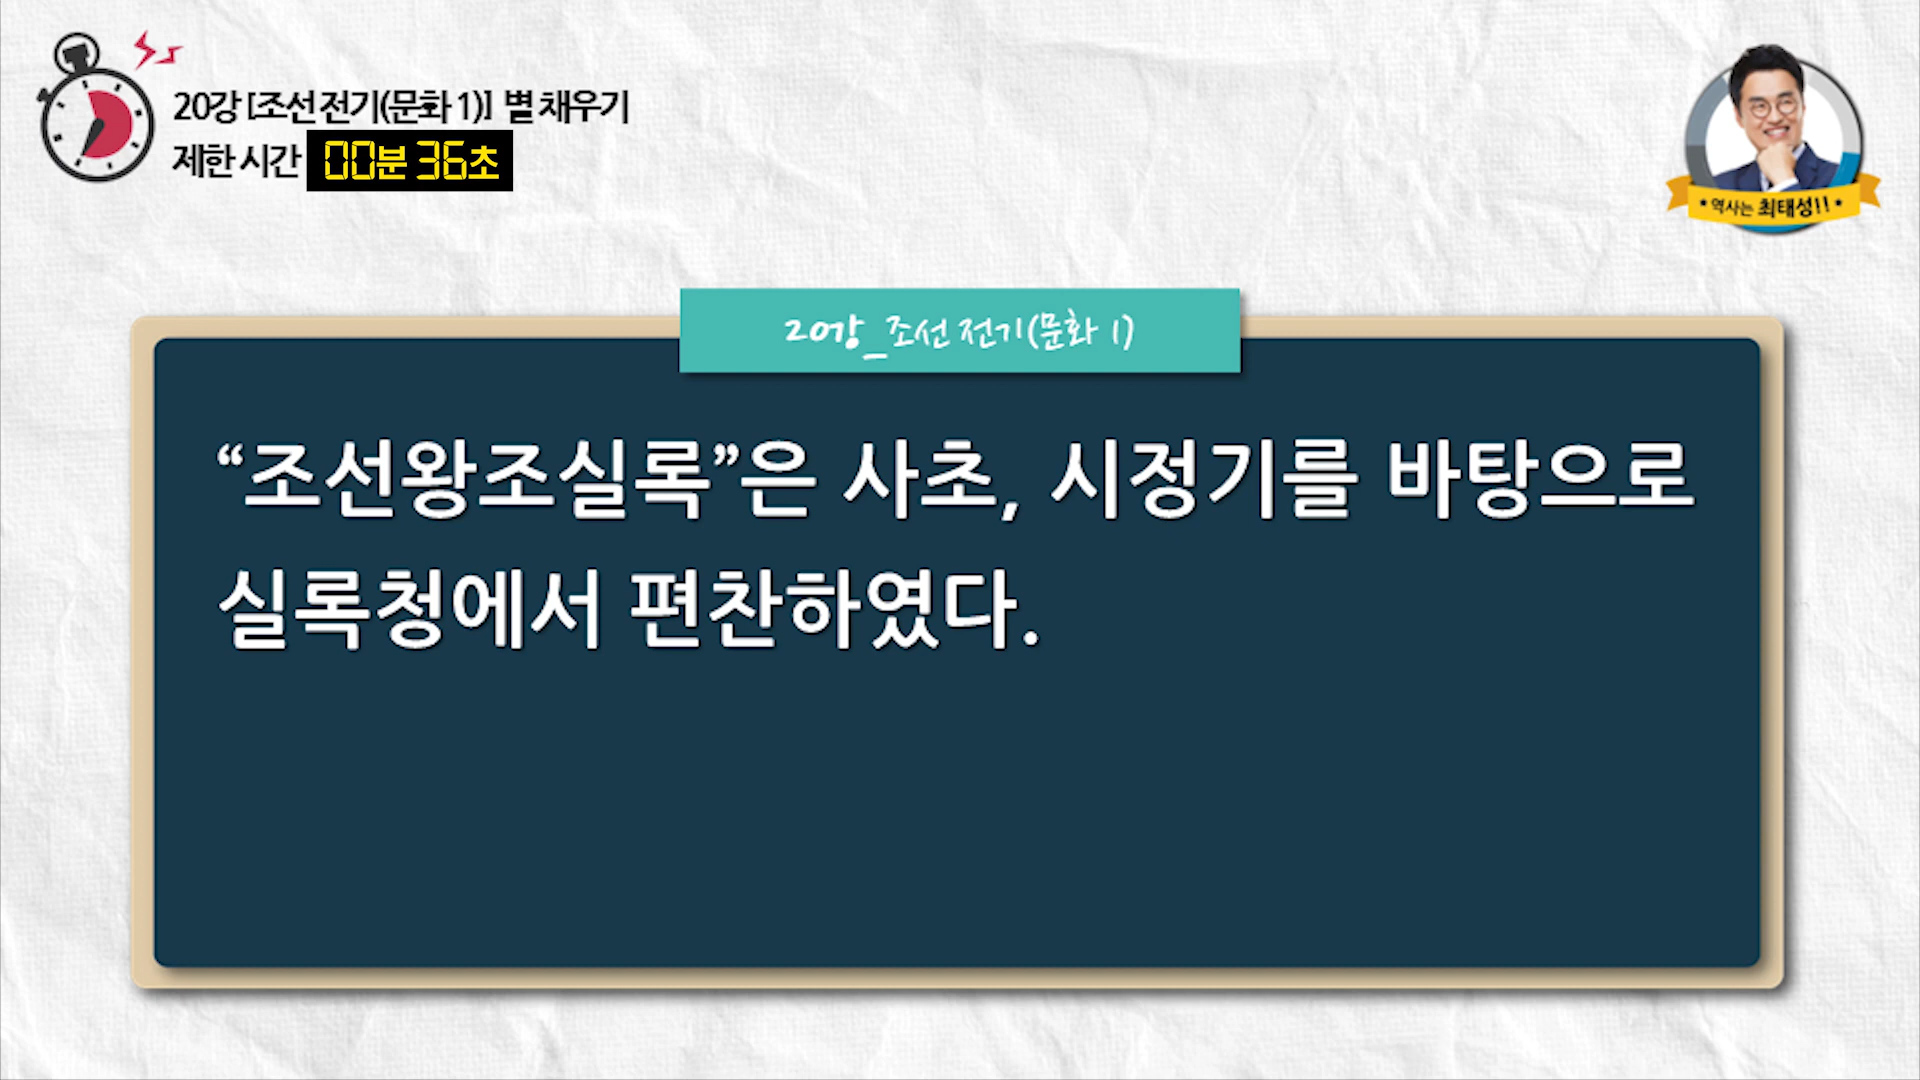 20강 [조선 전기(문화 1)] 별 채우기
제한 시간 00분 36초
*역사는 최태성!!*
20강_조선 전기(문화 1)
“조선왕조실록”은 사초, 시정기를 바탕으로
실록청에서 편찬하였다.